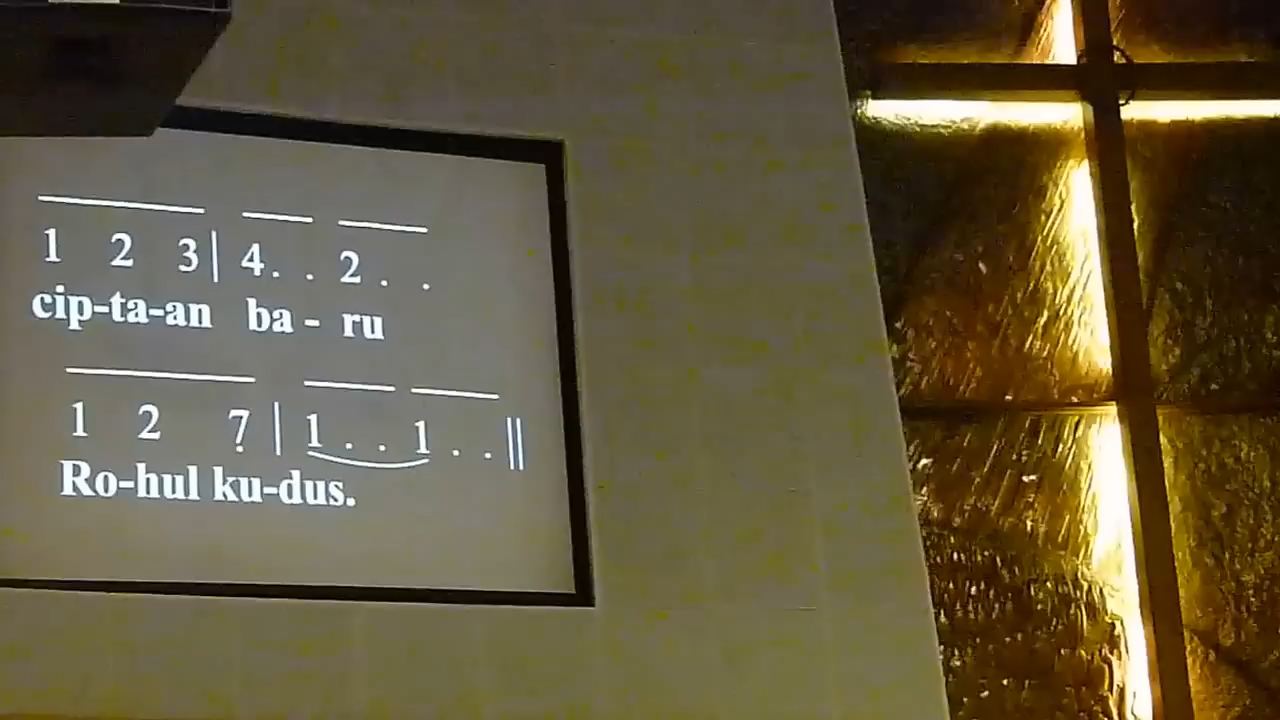 1 2 3 | 4 . . 2 . .
cip-ta-an ba - ru
1 2 7̣ | 1 . . 1 . . ||
Ro-hul ku-dus.